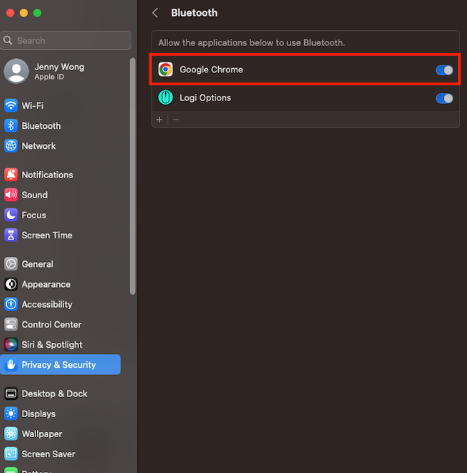 Bluetooth
Search
Jenny Wong
Apple ID
Wi-Fi
Bluetooth
Network
Notifications
Sound
Focus
Screen Time
General
Appearance
Accessibility
Control Center
Siri & Spotlight
Privacy & Security
Desktop & Dock
Displays
Wallpaper
Screen Saver
Allow the applications below to use Bluetooth.
Google Chrome
Logi Options
+ −